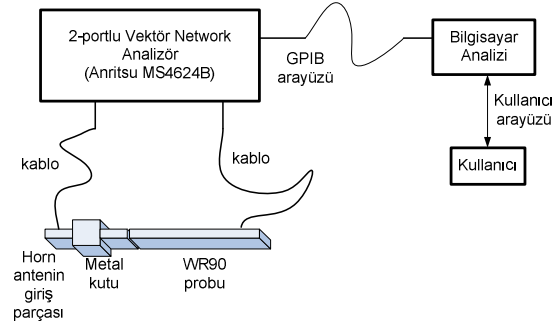 2-portlu Vektör Network
Analizör
(Anritsu MS4624B)
GPIB
arayüzü
Bilgisayar
Analizi
Kullanıcı
arayüzü
Kullanıcı
kablo
kablo
Horn
antenin
giriş
parçası
Metal
kutu
WR90
probu